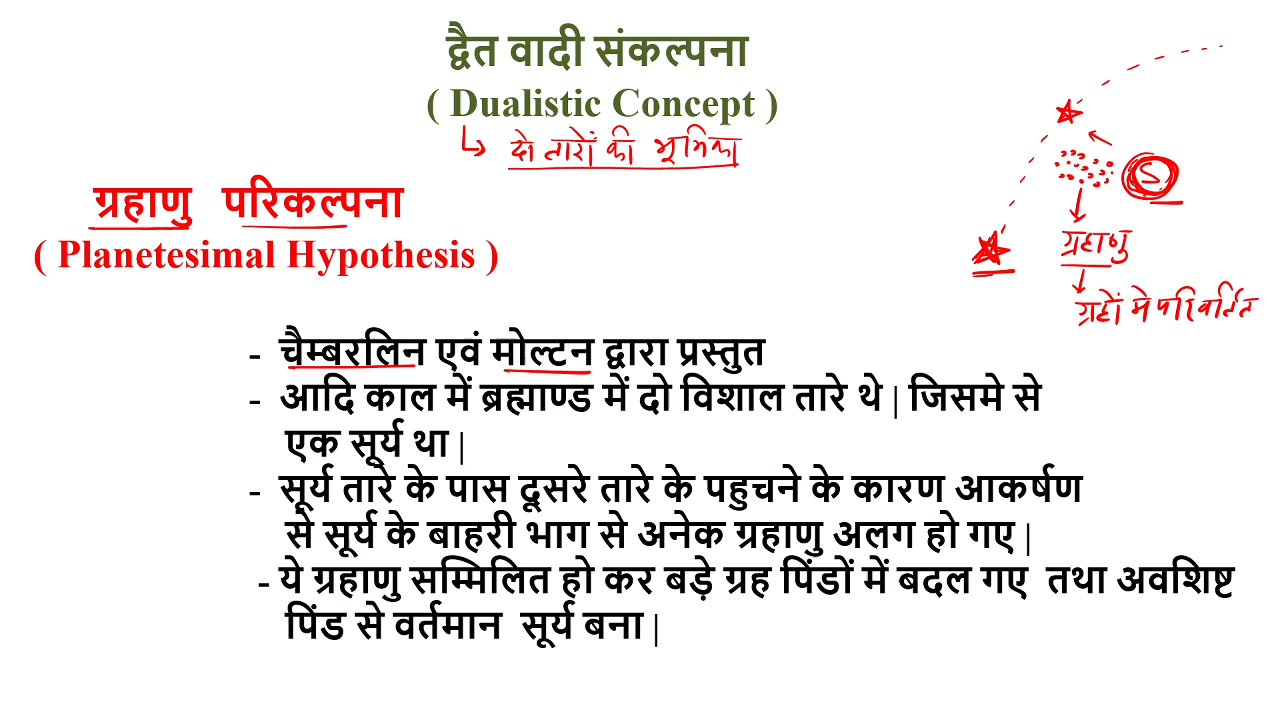 द्वैत वादी संकल्पना
( Dualistic Concept )
↳ दो तारों की भूमिका
ग्रहाणु परिकल्पना
( Planetesimal Hypothesis )
S
ग्रहाणु
ग्रहों मे परिवर्तित
- चैम्बरलिन एवं मोल्टन द्वारा प्रस्तुत
- आदि काल में ब्रह्माण्ड में दो विशाल तारे थे | जिसमे से
एक सूर्य था |
- सूर्य तारे के पास दूसरे तारे के पहुचने के कारण आकर्षण
से सूर्य के बाहरी भाग से अनेक ग्रहाणु अलग हो गए |
- ये ग्रहाणु सम्मिलित हो कर बड़े ग्रह पिंडों में बदल गए तथा अवशिष्ट
पिंड से वर्तमान सूर्य बना |